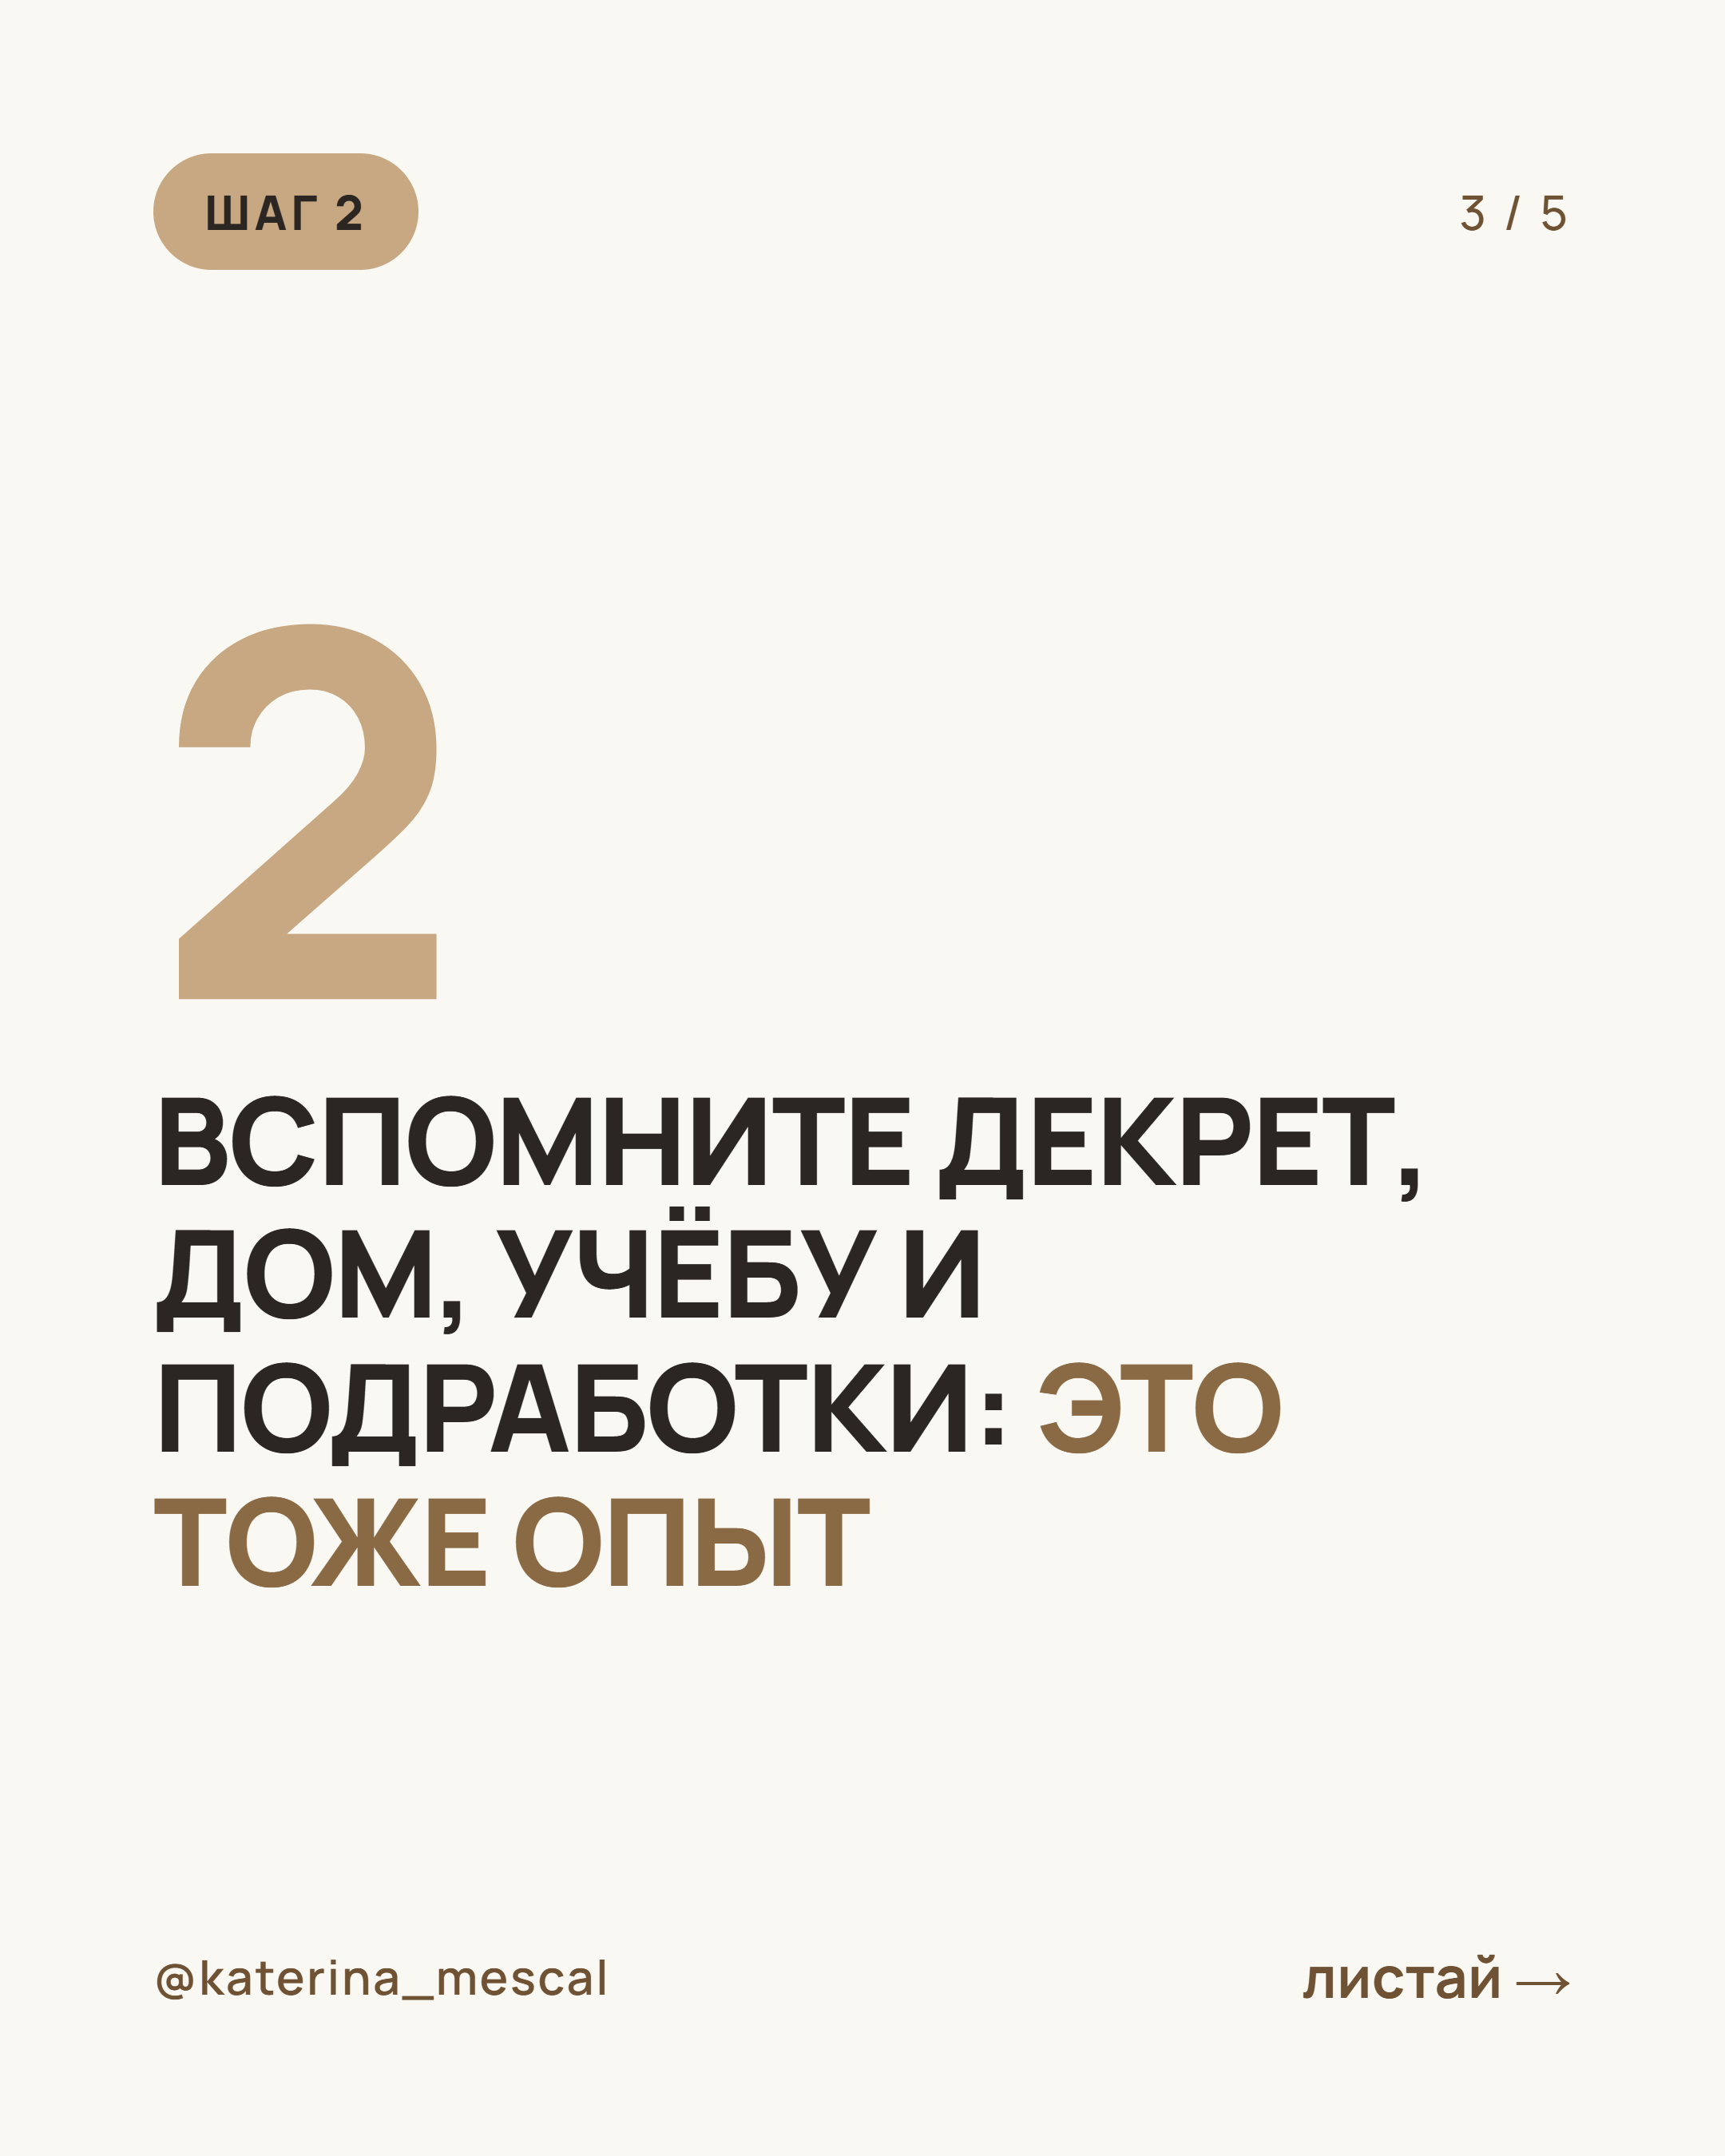 ШАГ 2
3 / 5
2
ВСПОМНИТЕ ДЕКРЕТ,
ДОМ, УЧЁБУ И
ПОДРАБОТКИ: ЭТО
ТОЖЕ ОПЫТ
@katerina_mescal
листай →